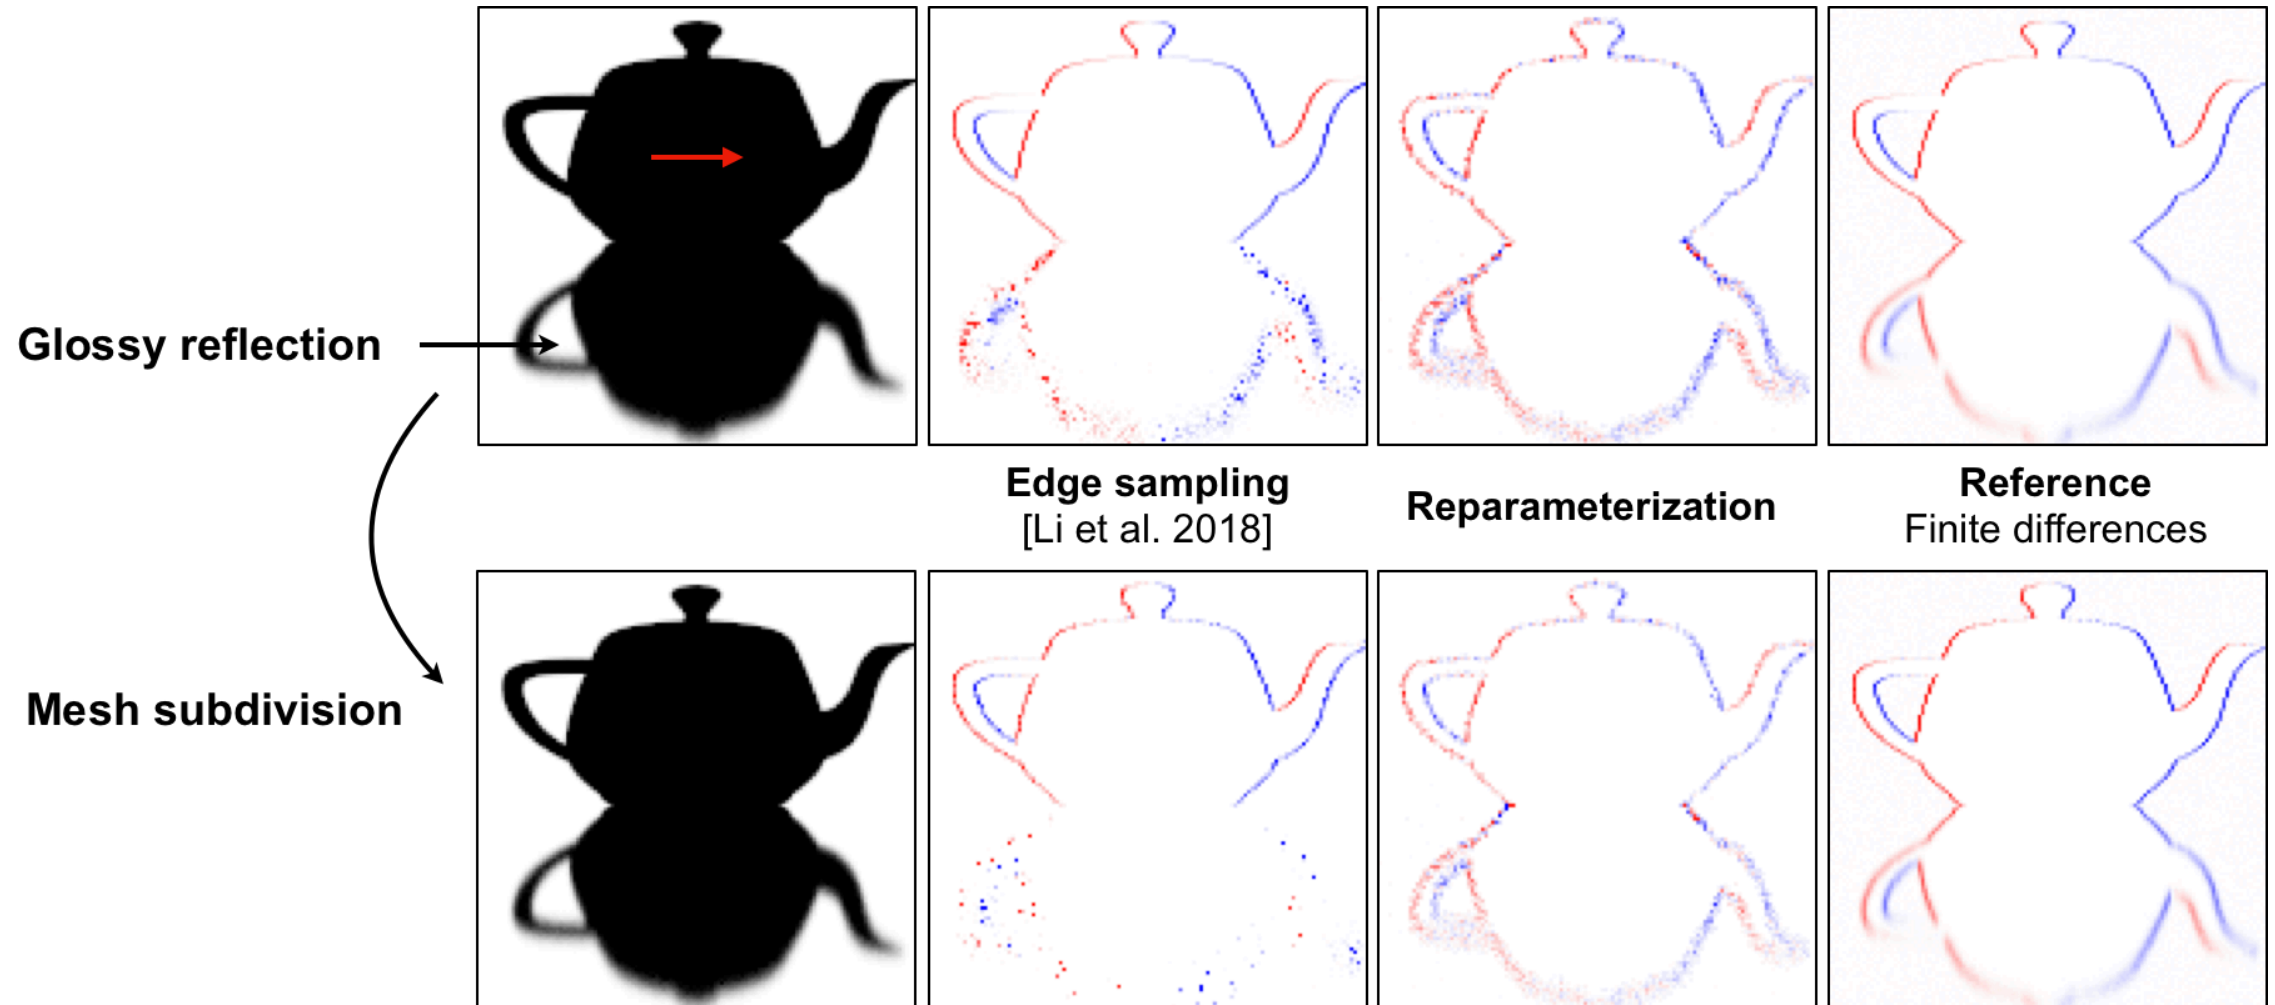 Glossy reflection
Edge sampling
[Li et al. 2018]
Reparameterization
Reference
Finite differences
Mesh subdivision